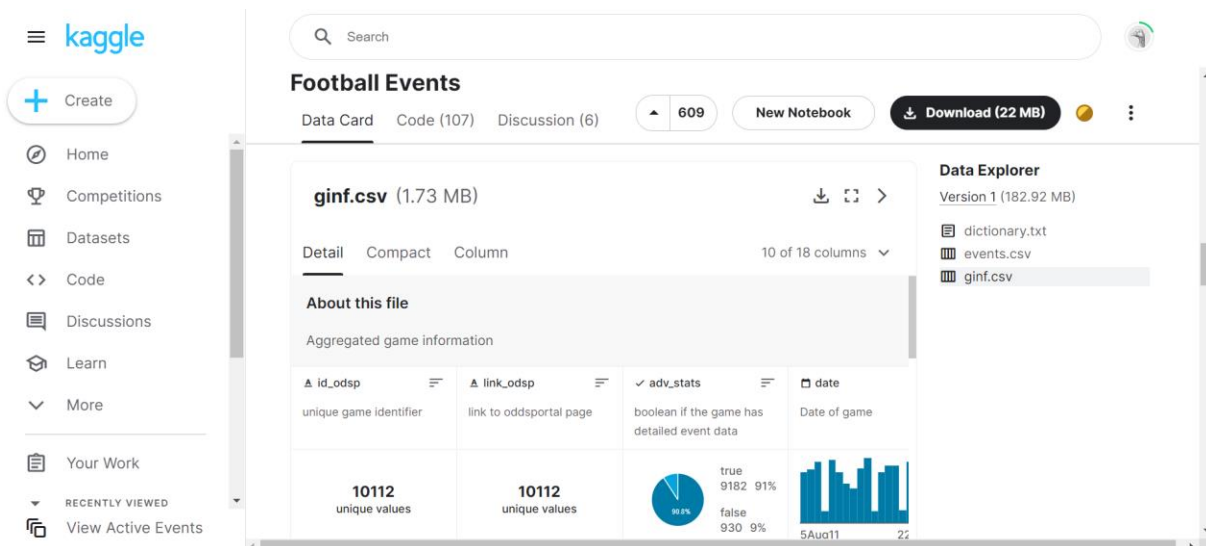 kaggle
Search
Create
Home
Competitions
Datasets
Code
Discussions
Learn
More
Your Work
RECENTLY VIEWED
View Active Events
Football Events
Data Card Code (107) Discussion (6)
609
New Notebook
Download (22 MB)
ginf.csv (1.73 MB)
Detail Compact Column
10 of 18 columns
About this file
Aggregated game information
id_odsp
unique game identifier
link_odsp
link to oddsportal page
adv_stats
boolean if the game has
detailed event data
date
Date of game
10112
unique values
10112
unique values
90.8%
true
9182 91%
false
930 9%
5Aug11
22
Data Explorer
Version 1 (182.92 MB)
dictionary.txt
events.csv
ginf.csv